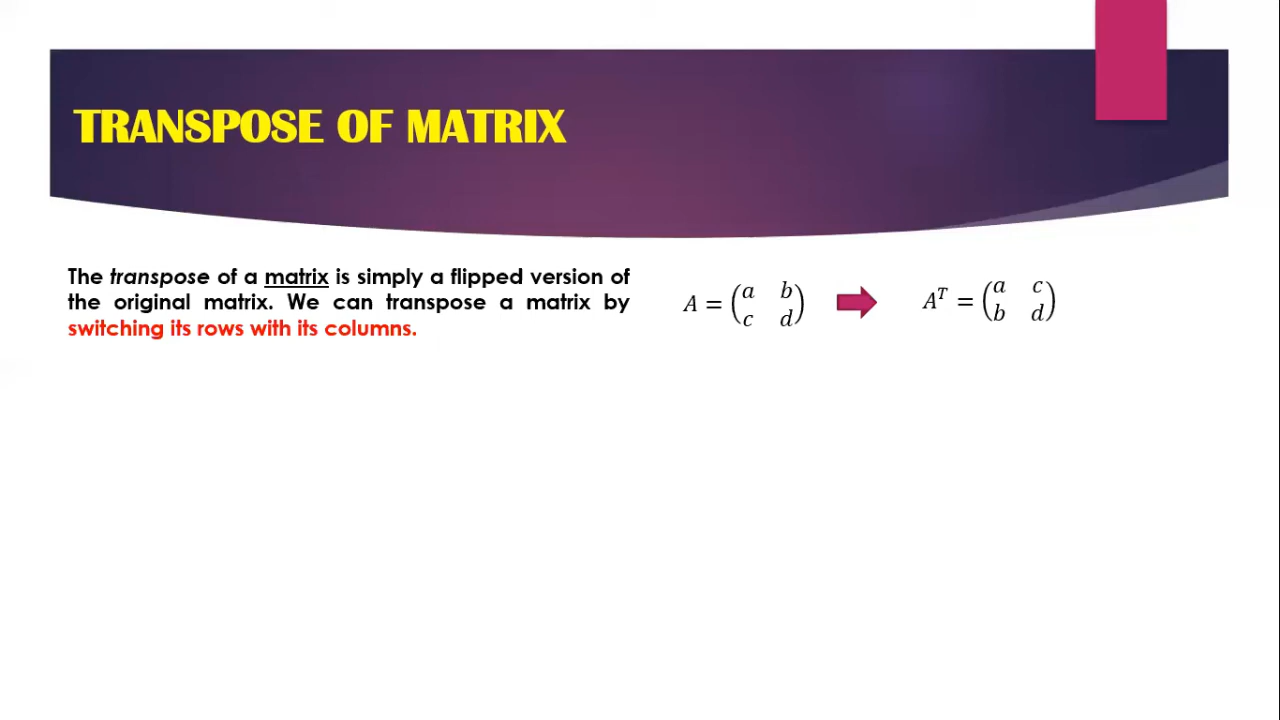 TRANSPOSE OF MATRIX
The transpose of a matrix is simply a flipped version of
the original matrix. We can transpose a matrix by
switching its rows with its columns.
A = (a b
c d)
Aᵀ = (a c
b d)